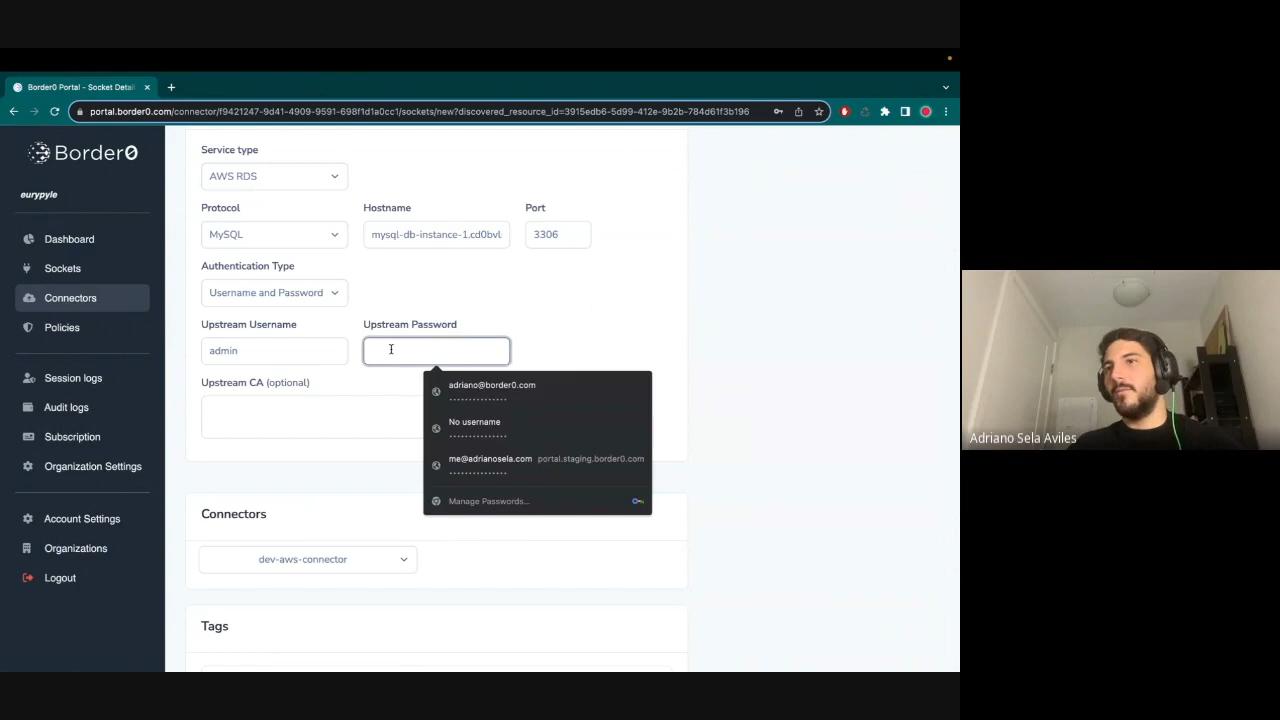 Border0 Portal - Socket Detail
portal.border0.com/connector/f9421247-9d41-4909-9591-698f1d1a0cc1/sockets/new?discovered_resource_id=3915edb6-5d99-412e-9b2b-784d61f3b196
Border0
eurypyle
Dashboard
Sockets
Connectors
Policies
Session logs
Audit logs
Subscription
Organization Settings
Account Settings
Organizations
Logout
Service type
AWS RDS
Protocol
Hostname
Port
MySQL
mysql-db-instance-1.cd0bvl
3306
Authentication Type
Username and Password
Upstream Username
Upstream Password
admin
Upstream CA (optional)
adriano@border0.com
No username
me@adrianosela.com portal.staging.border0.com
Manage Passwords...
Connectors
dev-aws-connector
Tags
Adriano Sela Aviles